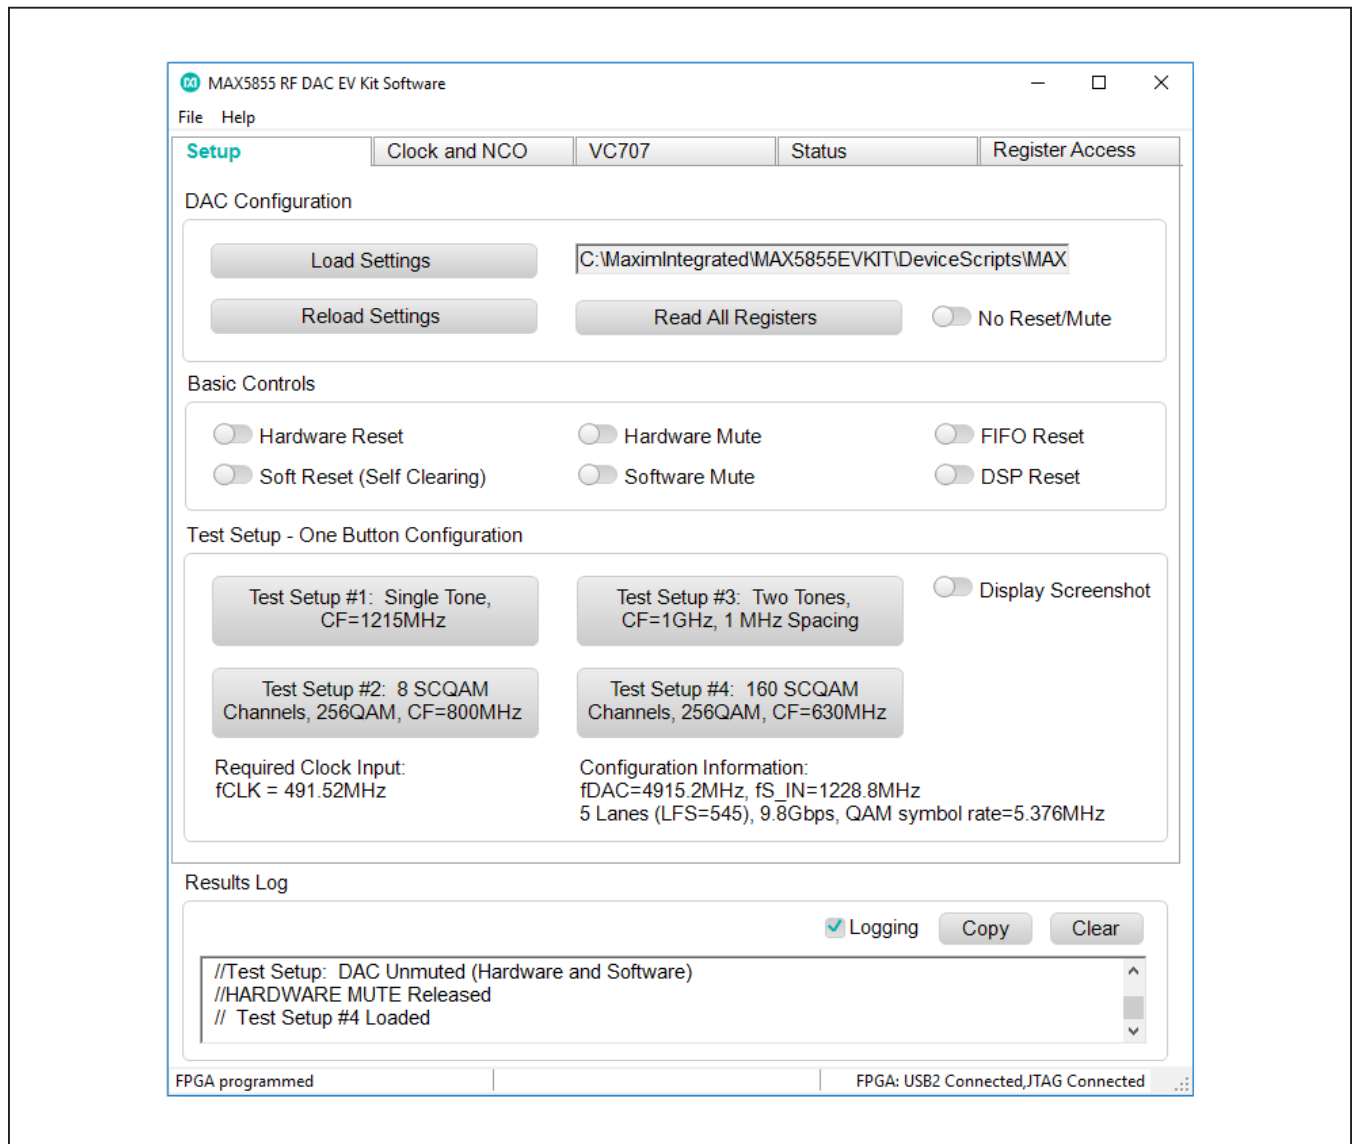 MAX5855 RF DAC EV Kit Software
File Help
Setup Clock and NCO VC707 Status Register Access
DAC Configuration
Load Settings C:\MaximIntegrated\MAX5855EVKIT\DeviceScripts\MAX
Reload Settings Read All Registers No Reset/Mute
Basic Controls
Hardware Reset Hardware Mute FIFO Reset
Soft Reset (Self Clearing) Software Mute DSP Reset
Test Setup - One Button Configuration
Test Setup #1: Single Tone,
CF=1215MHz
Test Setup #3: Two Tones,
CF=1GHz, 1 MHz Spacing
Display Screenshot
Test Setup #2: 8 SCQAM
Channels, 256QAM, CF=800MHz
Test Setup #4: 160 SCQAM
Channels, 256QAM, CF=630MHz
Required Clock Input:
fCLK = 491.52MHz
Configuration Information:
fDAC=4915.2MHz, fS_IN=1228.8MHz
5 Lanes (LFS=545), 9.8Gbps, QAM symbol rate=5.376MHz
Results Log
Logging Copy Clear
//Test Setup: DAC Unmuted (Hardware and Software)
//HARDWARE MUTE Released
// Test Setup #4 Loaded
FPGA programmed FPGA: USB2 Connected,JTAG Connected